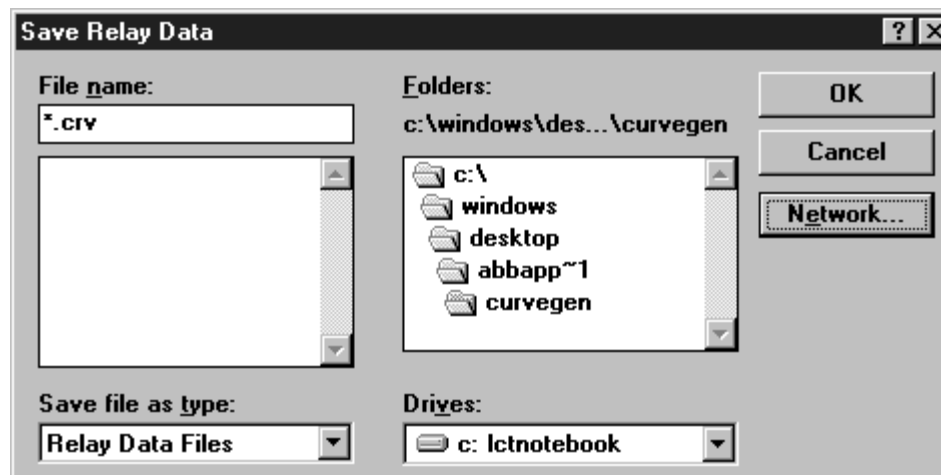 Save Relay Data
File name:
*.crv
Folders:
c:\windows\des...\curvegen
c:\
windows
desktop
abbapp~1
curvegen
OK
Cancel
Network...
Save file as type:
Relay Data Files
Drives:
c: lctnotebook